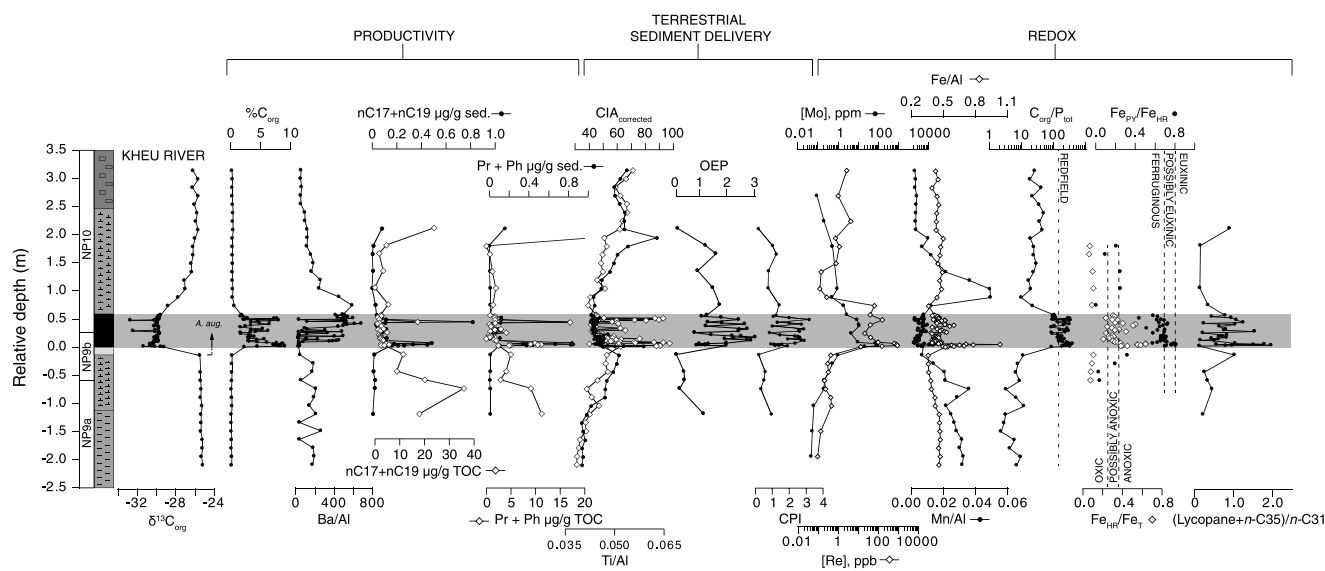 PRODUCTIVITY
TERRESTRIAL
SEDIMENT DELIVERY
REDOX
Fe/Al
%Corg
nC17+nC19 µg/g sed.
CIAcorrected
[Mo], ppm
0.2 0.5 0.8 1.1
Corg/Ptot
FePY/FeHR
0 5 10
0 0.2 0.4 0.6 0.8 1.0
40 60 80 100
0.01 1 100 10000
1 10 100 1000
0.0 0.4 0.8
KHEU RIVER
Pr + Ph µg/g sed.
OEP
0 0.4 0.8
0 1 2 3
REDFIELD
FERRUGINOUS
POSSIBLY EUXINIC
EUXINIC
3.5
3.0
2.5
2.0
1.5
1.0
0.5
0.0
-0.5
-1.0
-1.5
-2.0
-2.5
Relative depth (m)
NP10
NP9b
NP9a
A. aug.
OXIC
POSSIBLY ANOXIC
ANOXIC
0 10 20 30 40
nC17+nC19 µg/g TOC
-32 -28 -24
δ13Corg
0 400 800
Ba/Al
0 5 10 15 20
Pr + Ph µg/g TOC
0.035 0.050 0.065
Ti/Al
0 1 2 3 4
CPI
0.01 1 100 10000
[Re], ppb
0.00 0.02 0.04 0.06
Mn/Al
0.0 0.4 0.8
FeHR/FeT
0.0 1.0 2.0
(Lycopane+n-C35)/n-C31